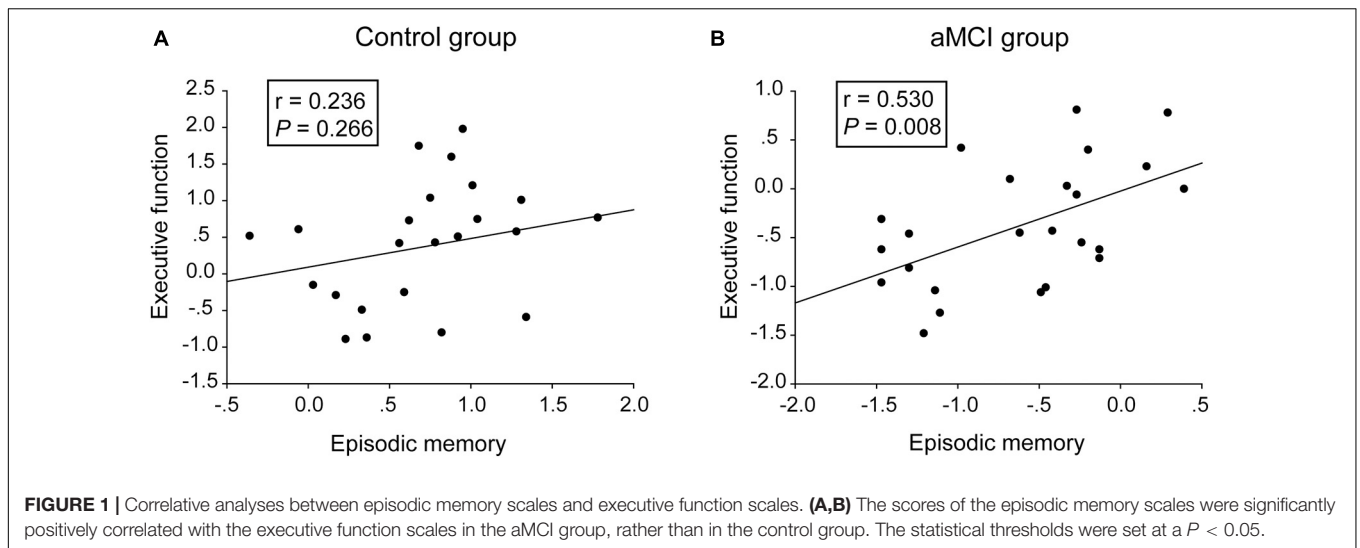 A Control group
r = 0.236
P = 0.266
2.5
2.0
1.5
1.0
.5
0.0
-.5
-1.0
-1.5
Executive function
-.5 0.0 .5 1.0 1.5 2.0
Episodic memory
B aMCI group
r = 0.530
P = 0.008
1.0
.5
0.0
-.5
-1.0
-1.5
-2.0
Executive function
-2.0 -1.5 -1.0 -.5 0.0 .5
Episodic memory
FIGURE 1 | Correlative analyses between episodic memory scales and executive function scales. (A,B) The scores of the episodic memory scales were significantly
positively correlated with the executive function scales in the aMCI group, rather than in the control group. The statistical thresholds were set at a P < 0.05.